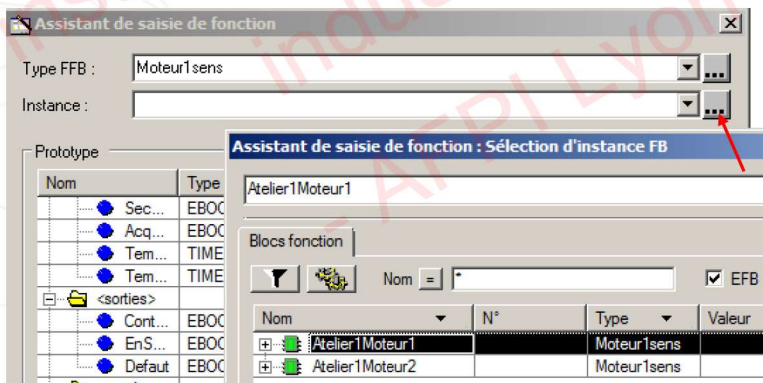 Assistant de saisie de fonction
Type FFB :
Moteur1sens
...
Instance :
...
Prototype
Nom
Type
Sec...
EBOO
Acq...
EBOO
Tem...
TIME
Tem...
TIME
<sorties>
Cont...
EBOO
EnS...
EBOO
Defaut
EBOO
Assistant de saisie de fonction : Sélection d'instance FB
Atelier1Moteur1
Blocs fonction
Nom
=
*
EFB
Nom
N°
Type
Valeur
Atelier1Moteur1
Moteur1sens
Atelier1Moteur2
Moteur1sens
- AFPI Lyon